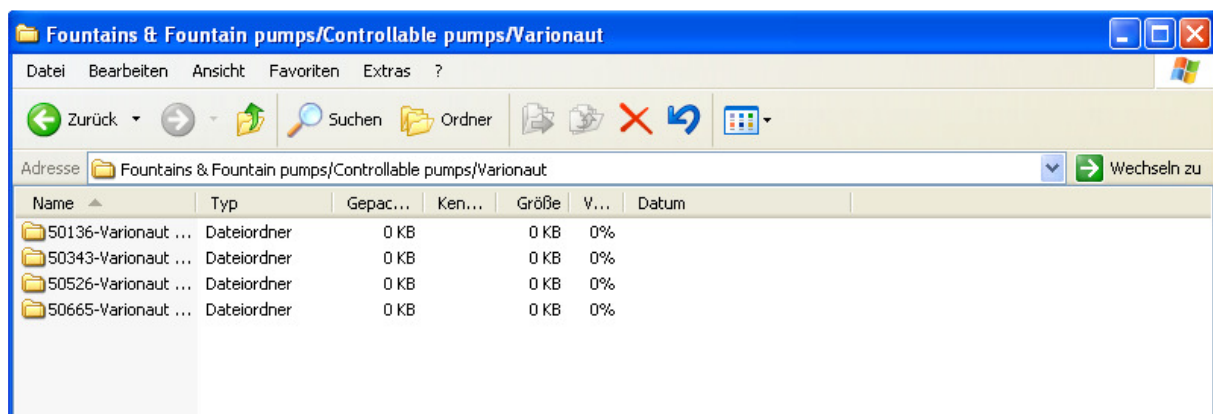 Fountains & Fountain pumps/Controllable pumps/Varionaut
Datei Bearbeiten Ansicht Favoriten Extras ?
Zurück Suchen Ordner
Adresse Fountains & Fountain pumps/Controllable pumps/Varionaut Wechseln zu
Name Typ Gepac... Ken... Größe V... Datum
50136-Varionaut ... Dateiordner 0 KB 0 KB 0%
50343-Varionaut ... Dateiordner 0 KB 0 KB 0%
50526-Varionaut ... Dateiordner 0 KB 0 KB 0%
50665-Varionaut ... Dateiordner 0 KB 0 KB 0%